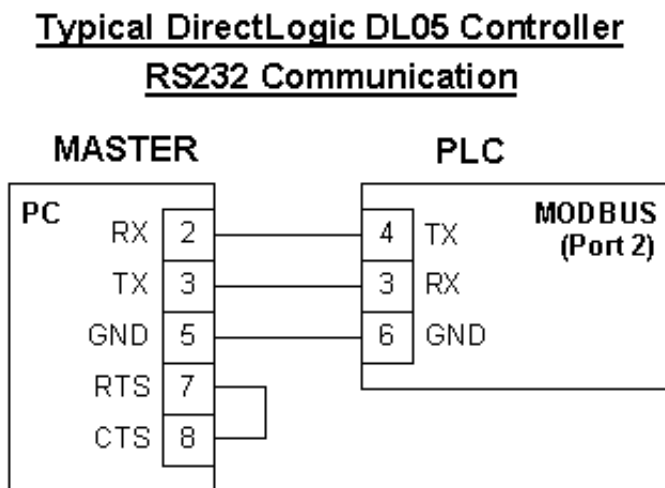 Typical DirectLogic DL05 Controller
RS232 Communication
MASTER PLC
PC MODBUS
(Port 2)
RX 2 4 TX
TX 3 3 RX
GND 5 6 GND
RTS 7
CTS 8